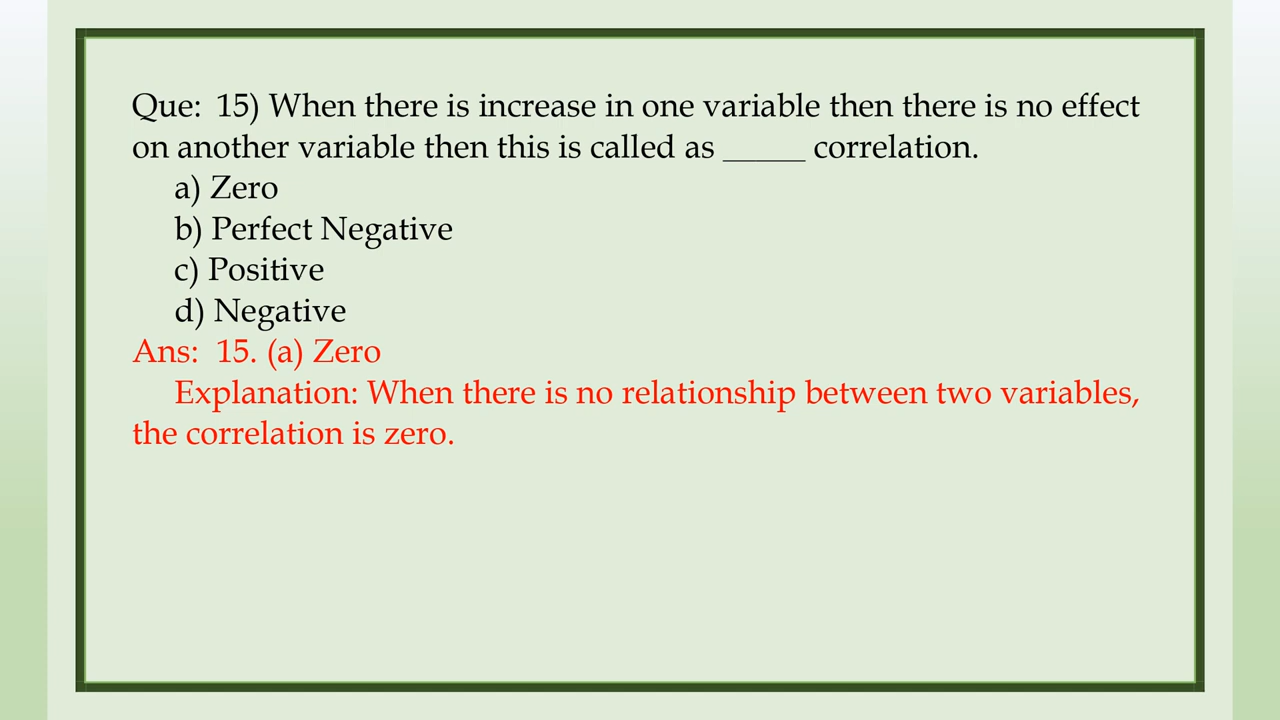 Que:  15) When there is increase in one variable then there is no effect
on another variable then this is called as _____ correlation.
a) Zero
b) Perfect Negative
c) Positive
d) Negative
Ans:  15. (a) Zero
Explanation: When there is no relationship between two variables,
the correlation is zero.